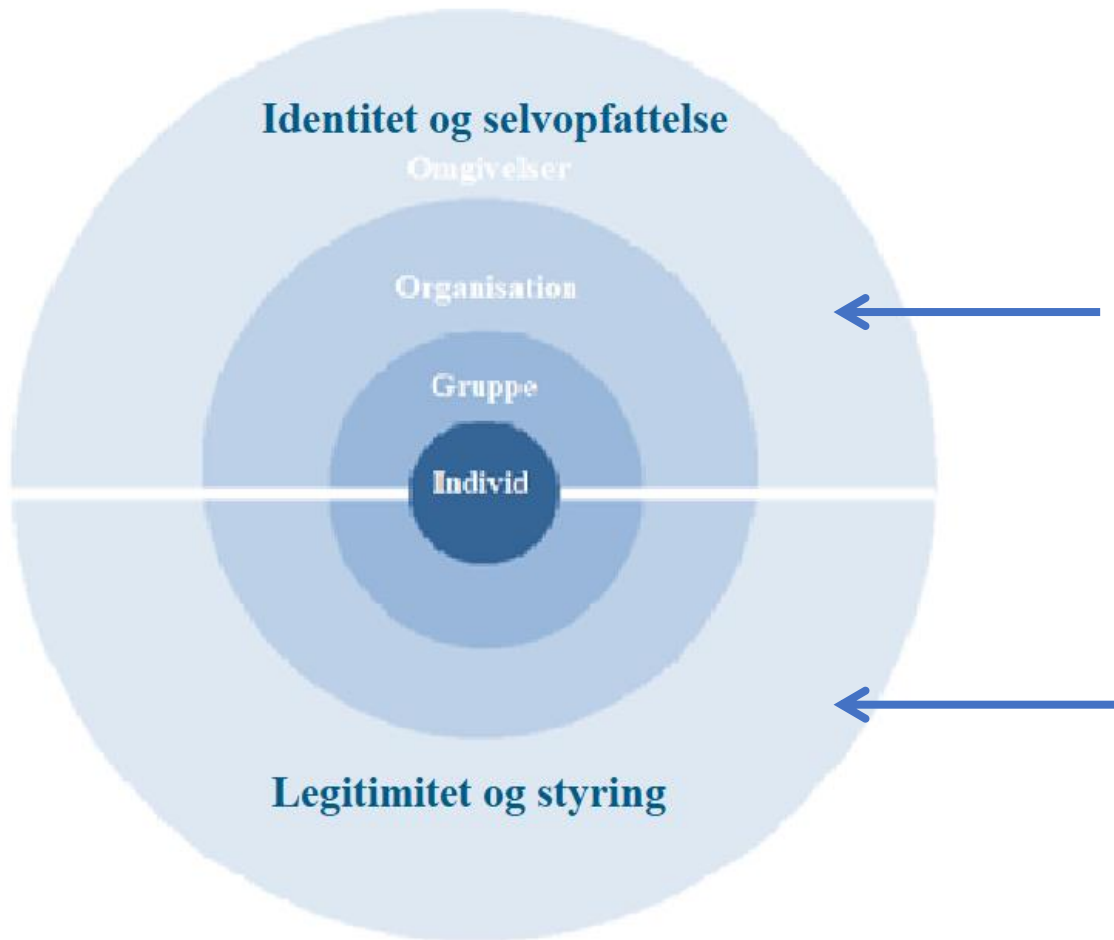 Identitet og selvopfattelse
Omgivelser
Organisation
Gruppe
Individ
Legitimitet og styring